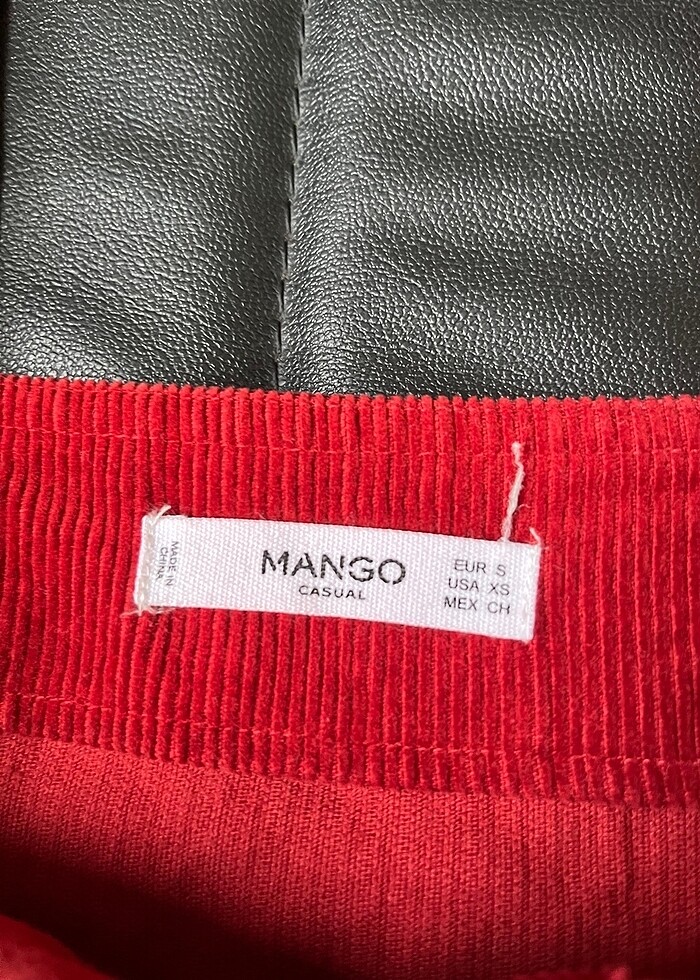 MADE IN
CHINA
MANGO
CASUAL
EUR S
USA XS
MEX CH